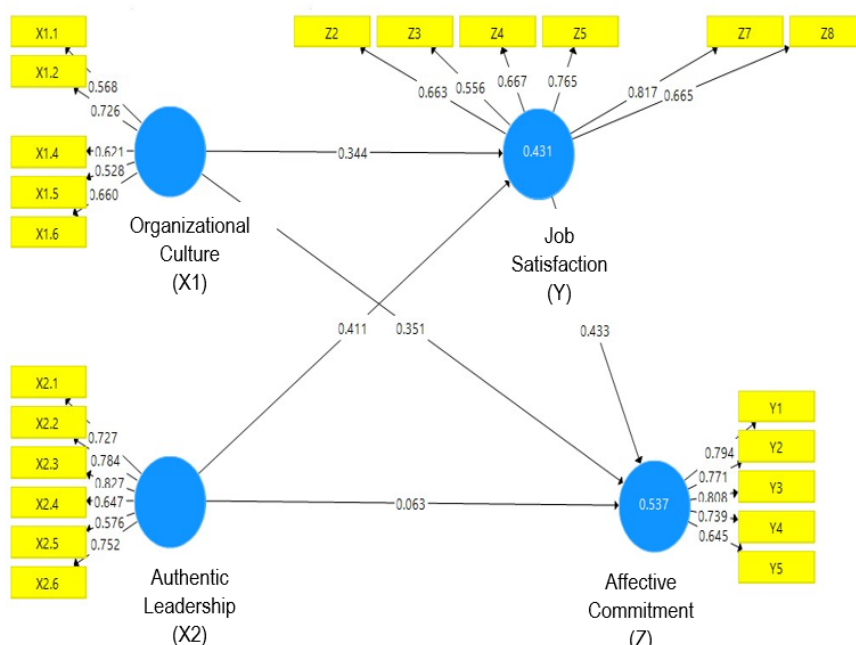 X1.1
X1.2
X1.4
X1.5
X1.6
0.568
0.726
0.621
0.528
0.660
Organizational
Culture
(X1)
Z2
Z3
Z4
Z5
Z7
Z8
0.663
0.556
0.667
0.765
0.817
0.665
0.431
Job
Satisfaction
(Y)
0.344
0.411
0.351
0.433
0.063
X2.1
X2.2
X2.3
X2.4
X2.5
X2.6
0.727
0.784
0.827
0.647
0.576
0.752
Authentic
Leadership
(X2)
0.537
Affective
Commitment
(Z)
0.794
0.771
0.808
0.739
0.645
Y1
Y2
Y3
Y4
Y5